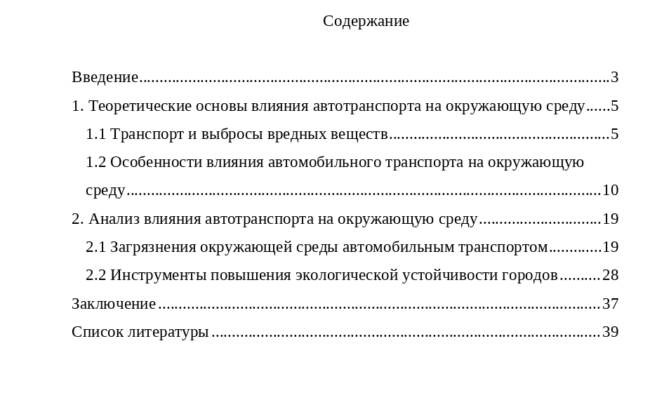 Содержание
Введение....................................................................................................................3
1. Теоретические основы влияния автотранспорта на окружающую среду......5
1.1 Транспорт и выбросы вредных веществ......................................................5
1.2 Особенности влияния автомобильного транспорта на окружающую
среду.....................................................................................................................10
2. Анализ влияния автотранспорта на окружающую среду..............................19
2.1 Загрязнения окружающей среды автомобильным транспортом.............19
2.2 Инструменты повышения экологической устойчивости городов..........28
Заключение.............................................................................................................37
Список литературы................................................................................................39